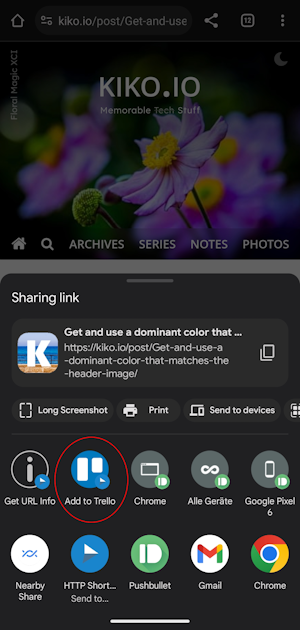 kiko.io/post/Get-and-use
12
Floral Magic XCI
KIKO.IO
Memorable Tech Stuff
ARCHIVES SERIES NOTES PHOTOS
Sharing link
K
Get and use a dominant color that ...
https://kiko.io/post/Get-and-use-a
-dominant-color-that-matches-the
-header-image/
Long Screenshot Print Send to devices
Get URL Info Add to Trello Chrome Alle Geräte Google Pixel
6
Nearby
Share
HTTP Short...
Send to...
Pushbullet Gmail Chrome